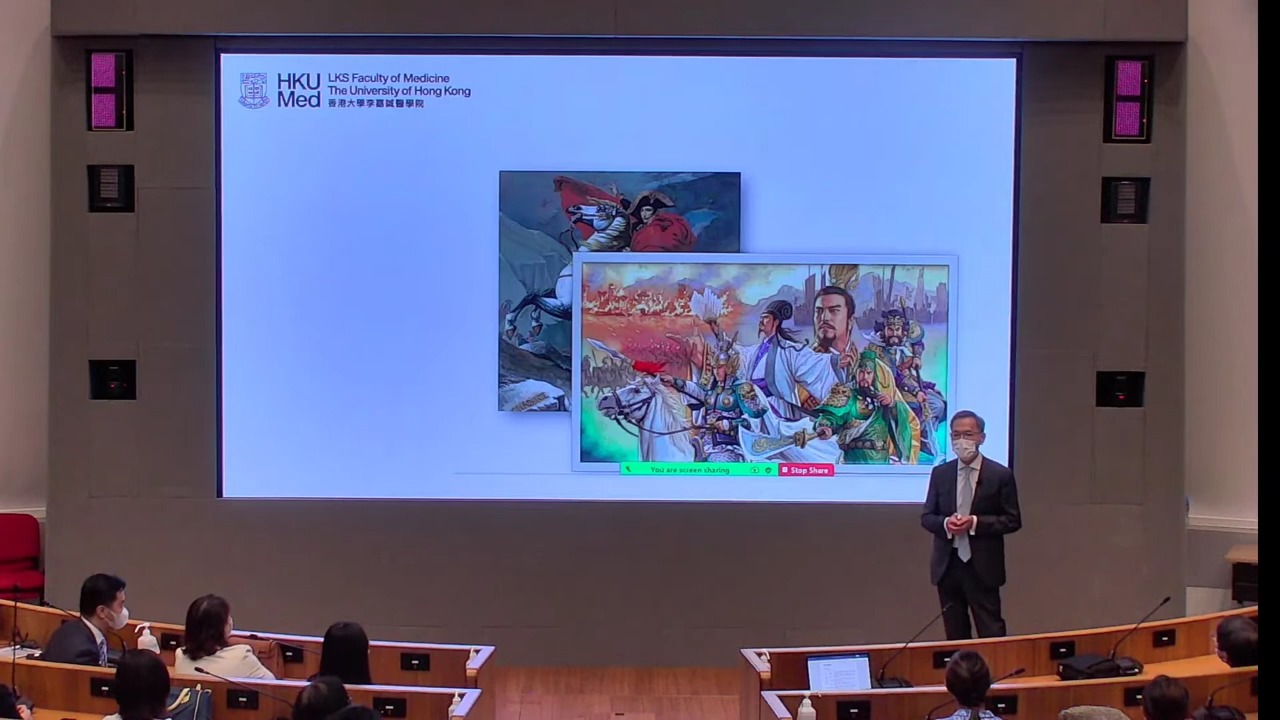 HKU
Med
LKS Faculty of Medicine
The University of Hong Kong
香港大學李嘉誠醫學院
You are screen sharing
Stop Share